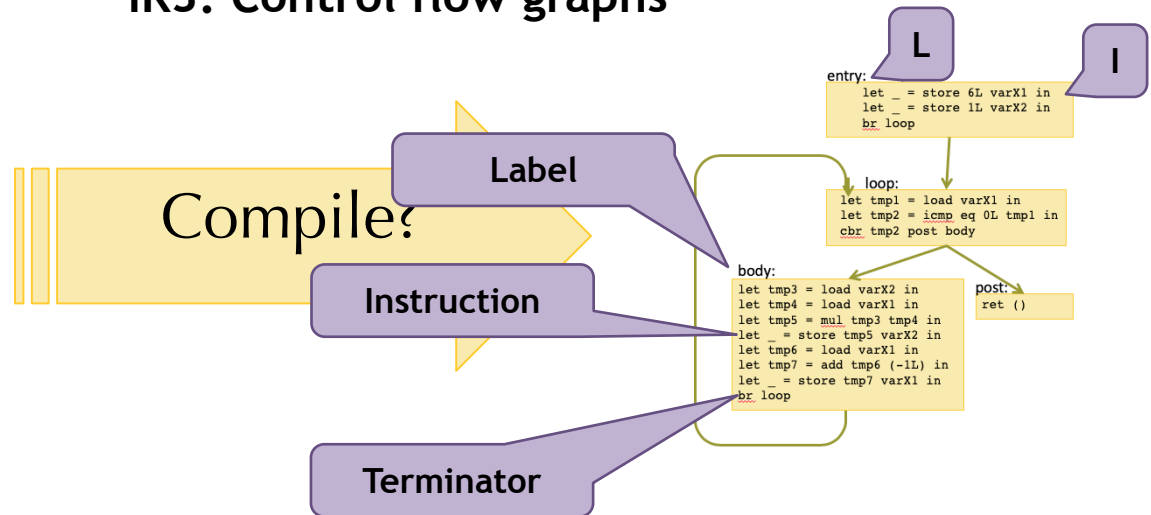 IR3: Control flow graphs
L
I
entry:
let _ = store 6L varX1 in
let _ = store 1L varX2 in
br loop
Label
Compile?
loop:
let tmp1 = load varX1 in
let tmp2 = icmp eq 0L tmp1 in
cbr tmp2 post body
Instruction
body:
let tmp3 = load varX2 in
let tmp4 = load varX1 in
let tmp5 = mul tmp3 tmp4 in
let _ = store tmp5 varX2 in
let tmp6 = load varX1 in
let tmp7 = add tmp6 (-1L) in
let _ = store tmp7 varX1 in
br loop
post:
ret ()
Terminator